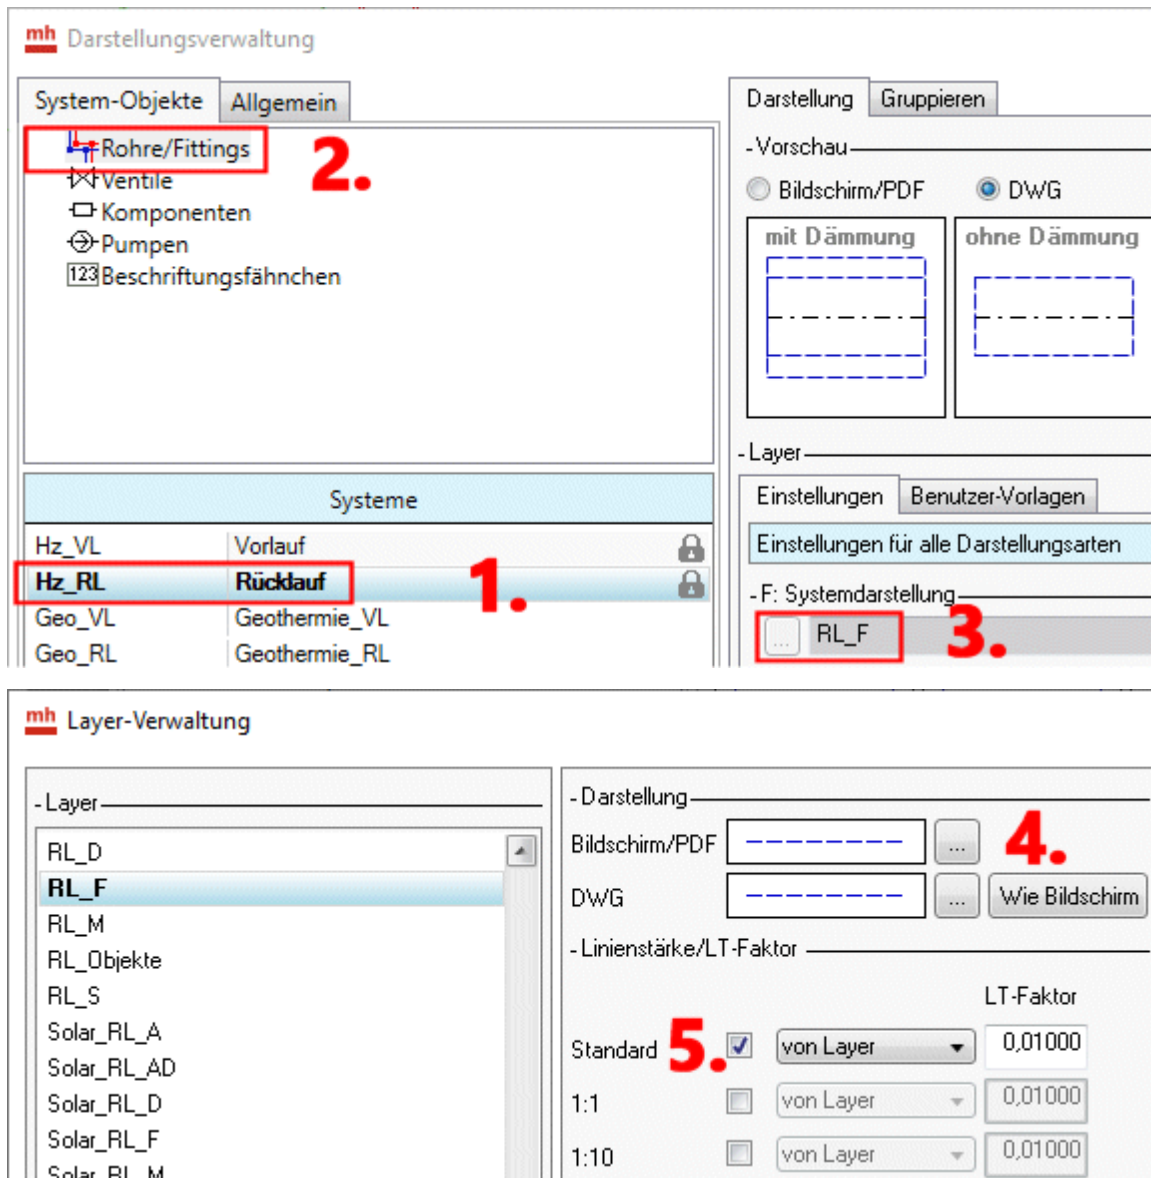 mh Darstellungsverwaltung
System-Objekte Allgemein
Rohre/Fittings
2.
Ventile
Komponenten
Pumpen
123 Beschriftungsfähnchen
Systeme
Hz_VL Vorlauf
Hz_RL Rücklauf
1.
Geo_VL Geothermie_VL
Geo_RL Geothermie_RL
Darstellung Gruppieren
Vorschau
Bildschirm/PDF DWG
mit Dämmung ohne Dämmung
Layer
Einstellungen Benutzer-Vorlagen
Einstellungen für alle Darstellungsarten
F: Systemdarstellung
... RL_F
3.
mh Layer-Verwaltung
Layer
RL_D
RL_F
RL_M
RL_Objekte
RL_S
Solar_RL_A
Solar_RL_AD
Solar_RL_D
Solar_RL_F
Solar_RL_M
Darstellung
Bildschirm/PDF ... 4.
DWG ... Wie Bildschirm
Linienstärke/LT-Faktor
LT-Faktor
Standard 5. von Layer 0,01000
1:1 von Layer 0,01000
1:10 von Layer 0,01000